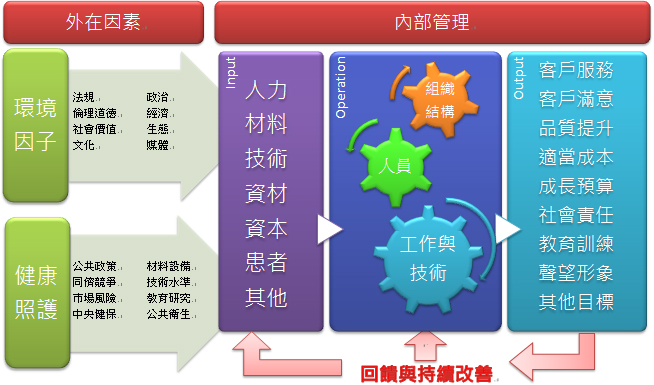 外在因素
內部管理
環境
因子
法規 政治
倫理道德 經濟
社會價值 生態
文化 媒體
健康
照護
公共政策 材料設備
同儕競爭 技術水準
市場風險 教育研究
中央健保 公共衛生
Input
人力
材料
技術
資材
資本
患者
其他
Operation
組織
結構
人員
工作與
技術
Output
客戶服務
客戶滿意
品質提升
適當成本
成長預算
社會責任
教育訓練
聲望形象
其他目標
回饋與持續改善